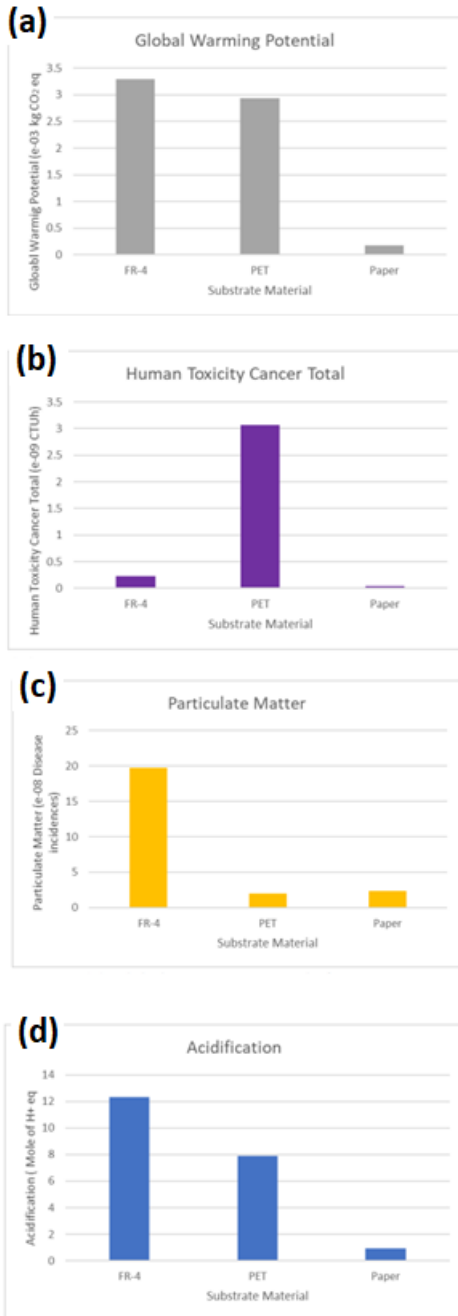 (a)
Global Warming Potential
Gloabl Warmig Potetial (e-03 kg CO₂ eq
3.5
3
2.5
2
1.5
1
0.5
0
FR-4 PET Paper
Substrate Material
(b)
Human Toxicity Cancer Total
Human Toxicity Cancer Total (e-09 CTUh)
3.5
3
2.5
2
1.5
1
0.5
0
FR-4 PET Paper
Substrate Material
(c)
Particulate Matter
Particulate Matter (e-08 Disease
incidences)
25
20
15
10
5
0
FR-4 PET Paper
Substrate Material
(d)
Acidification
Acidification ( Mole of H+ eq
14
12
10
8
6
4
2
0
FR-4 PET Paper
Substrate Material